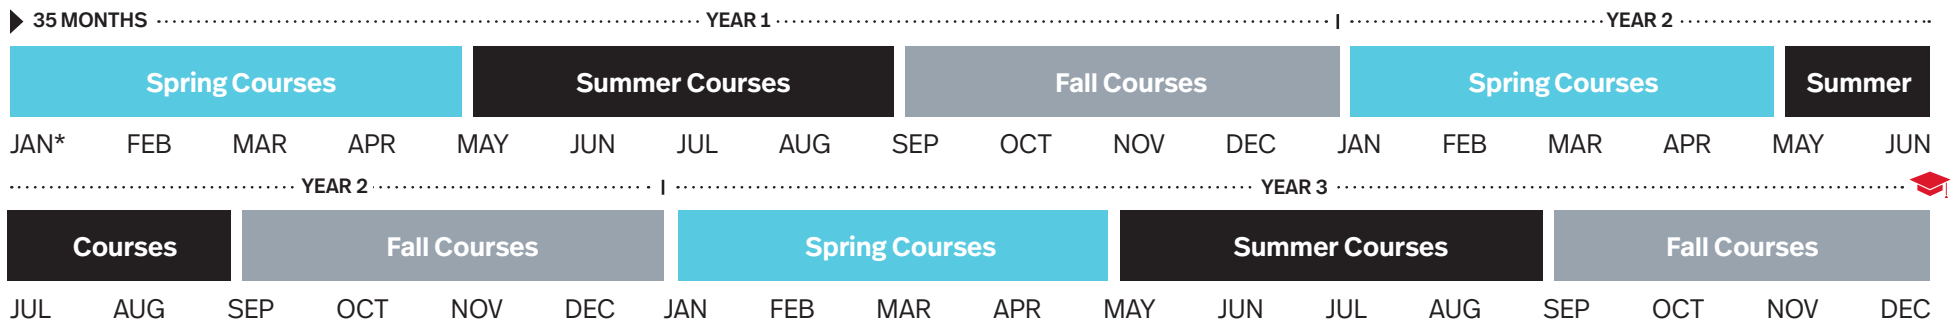 35 MONTHS YEAR 1 YEAR 2
Spring Courses Summer Courses Fall Courses Spring Courses Summer
JAN* FEB MAR APR MAY JUN JUL AUG SEP OCT NOV DEC JAN FEB MAR APR MAY JUN
YEAR 2 YEAR 3
Courses Fall Courses Spring Courses Summer Courses Fall Courses
JUL AUG SEP OCT NOV DEC JAN FEB MAR APR MAY JUN JUL AUG SEP OCT NOV DEC